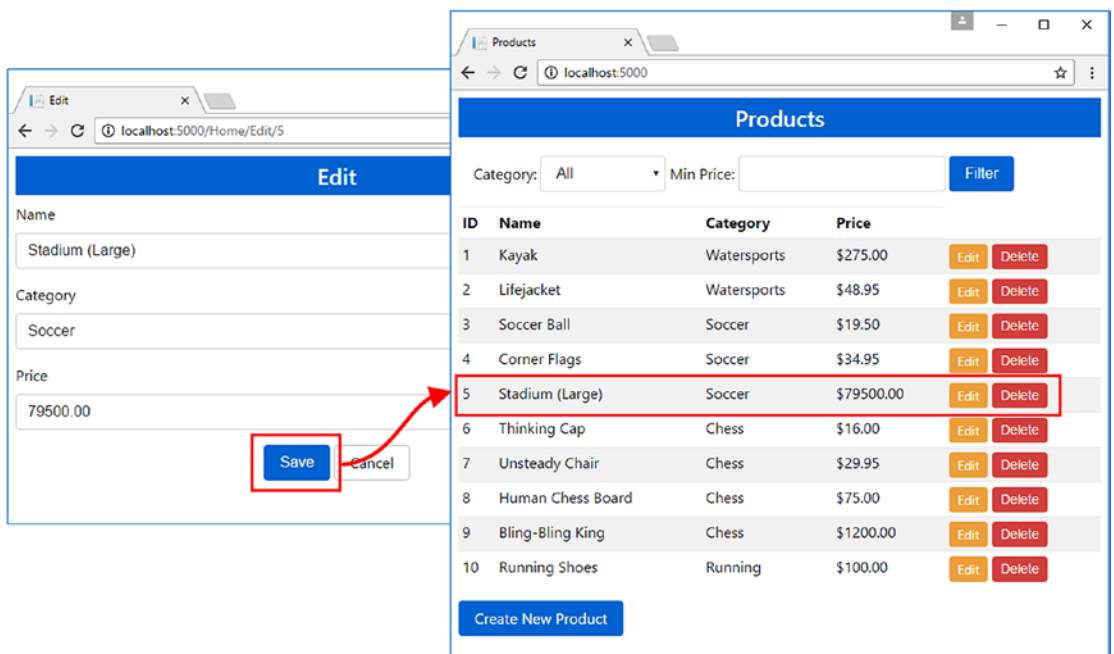 Edit
localhost:5000/Home/Edit/5
Edit
Name
Stadium (Large)
Category
Soccer
Price
79500.00
Save Cancel
Products
localhost:5000
Products
Category: All Min Price: Filter
ID Name Category Price
1 Kayak Watersports $275.00 Edit Delete
2 Lifejacket Watersports $48.95 Edit Delete
3 Soccer Ball Soccer $19.50 Edit Delete
4 Corner Flags Soccer $34.95 Edit Delete
5 Stadium (Large) Soccer $79500.00 Edit Delete
6 Thinking Cap Chess $16.00 Edit Delete
7 Unsteady Chair Chess $29.95 Edit Delete
8 Human Chess Board Chess $75.00 Edit Delete
9 Bling-Bling King Chess $1200.00 Edit Delete
10 Running Shoes Running $100.00 Edit Delete
Create New Product